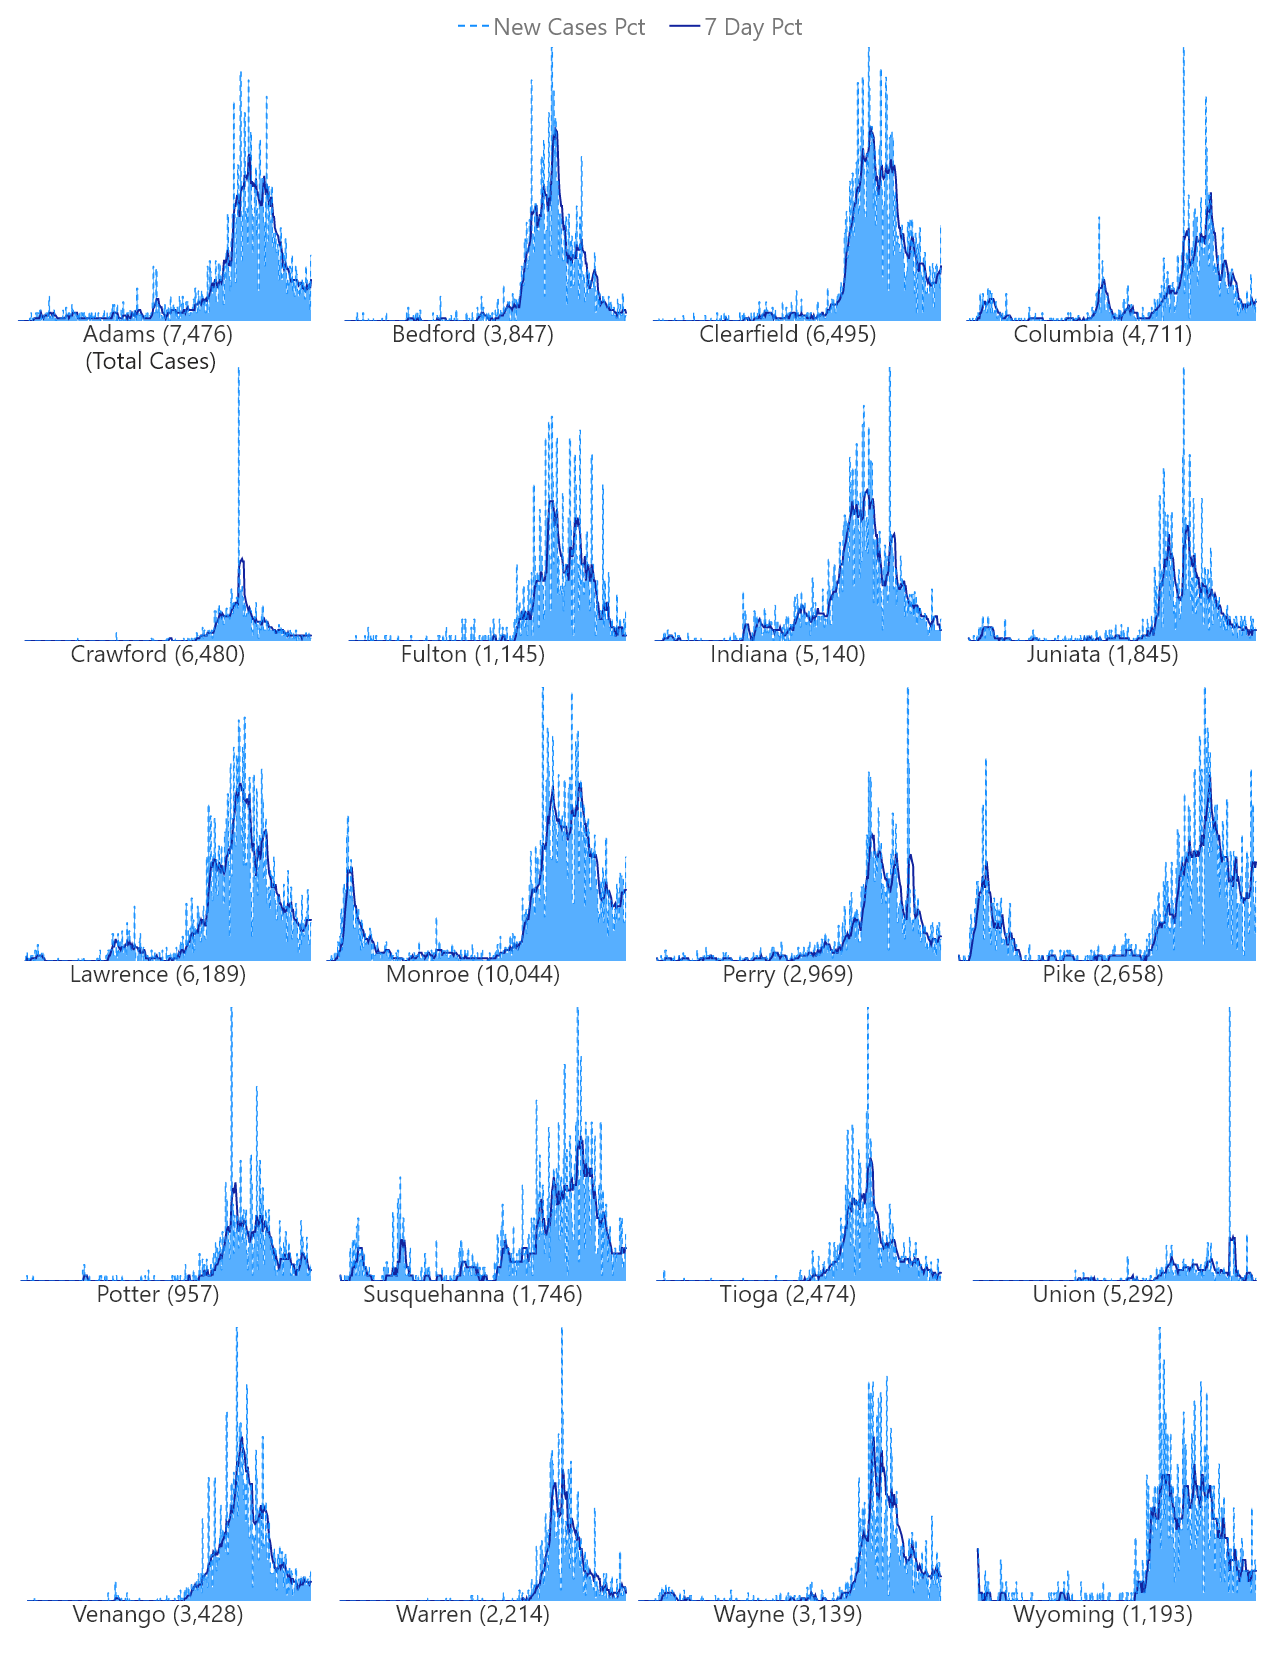 New Cases Pct 7 Day Pct
Adams (7,476) Bedford (3,847) Clearfield (6,495) Columbia (4,711)
(Total Cases)
Crawford (6,480) Fulton (1,145) Indiana (5,140) Juniata (1,845)
Lawrence (6,189) Monroe (10,044) Perry (2,969) Pike (2,658)
Potter (957) Susquehanna (1,746) Tioga (2,474) Union (5,292)
Venango (3,428) Warren (2,214) Wayne (3,139) Wyoming (1,193)